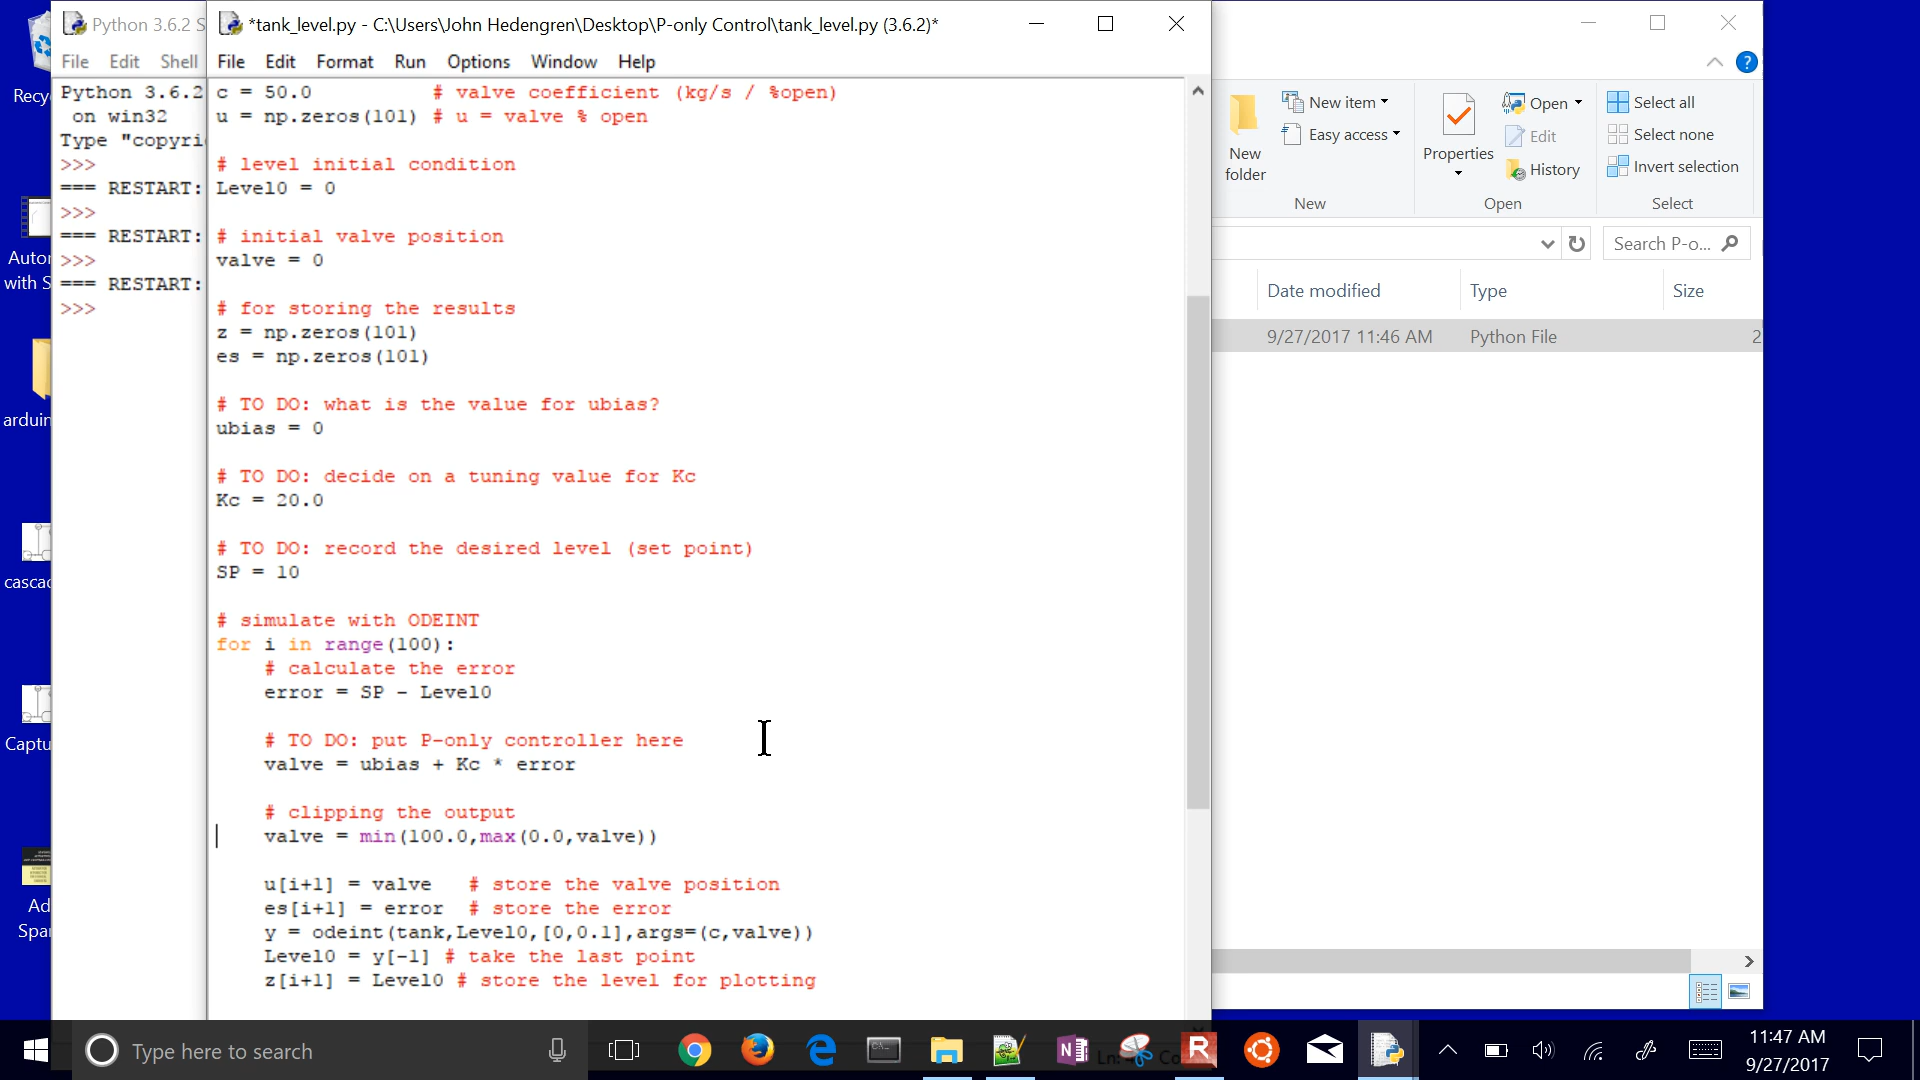 Recy
Autor
with S
arduin
cascad
Captu
Ad
Spar
Python 3.6.2 S
File Edit Shell
Python 3.6.2
on win32
Type "copyri
>>>
=== RESTART:
>>>
=== RESTART:
>>>
=== RESTART:
>>>
*tank_level.py - C:\Users\John Hedengren\Desktop\P-only Control\tank_level.py (3.6.2)*
File Edit Format Run Options Window Help
c = 50.0 # valve coefficient (kg/s / %open)
u = np.zeros(101) # u = valve % open
# level initial condition
Level0 = 0
# initial valve position
valve = 0
# for storing the results
z = np.zeros(101)
es = np.zeros(101)
# TO DO: what is the value for ubias?
ubias = 0
# TO DO: decide on a tuning value for Kc
Kc = 20.0
# TO DO: record the desired level (set point)
SP = 10
# simulate with ODEINT
for i in range(100):
# calculate the error
error = SP - Level0
# TO DO: put P-only controller here
valve = ubias + Kc * error
# clipping the output
valve = min(100.0,max(0.0,valve))
u[i+1] = valve # store the valve position
es[i+1] = error # store the error
y = odeint(tank,Level0,[0,0.1],args=(c,valve))
Level0 = y[-1] # take the last point
z[i+1] = Level0 # store the level for plotting
New folder
New item
Easy access
New
Properties
Open
Edit
History
Open
Select all
Select none
Invert selection
Select
Search P-o...
Date modified Type Size
9/27/2017 11:46 AM Python File 2
Type here to search
11:47 AM
9/27/2017